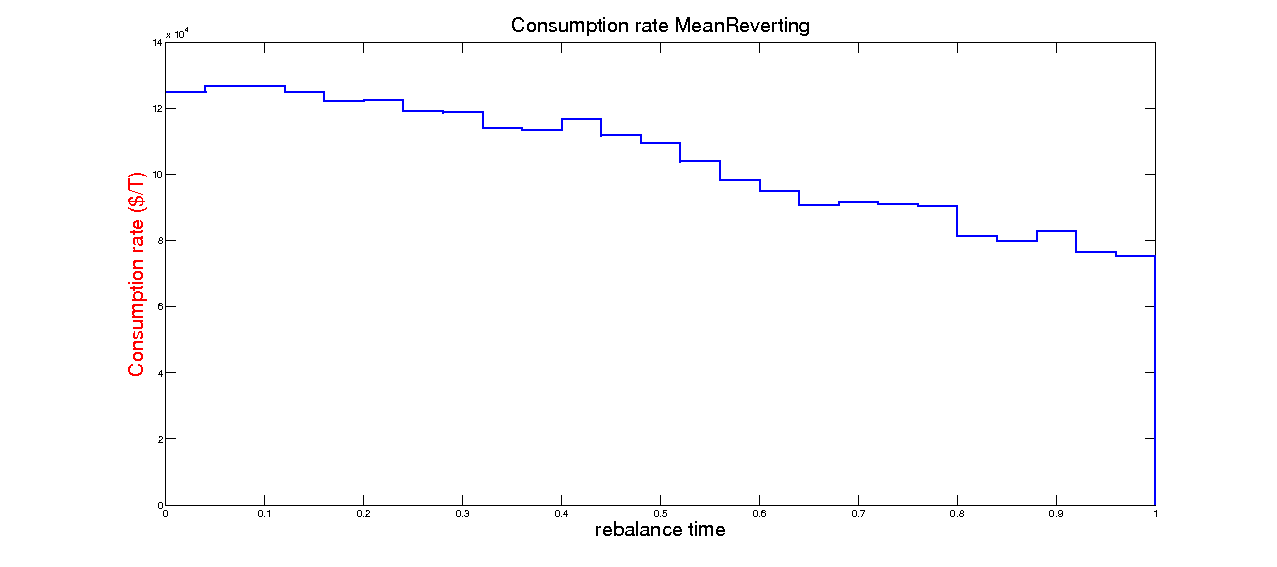 Consumption rate MeanReverting
x 10^4
14
12
10
8
6
4
2
0
Consumption rate ($/T)
0 0.1 0.2 0.3 0.4 0.5 0.6 0.7 0.8 0.9 1
rebalance time